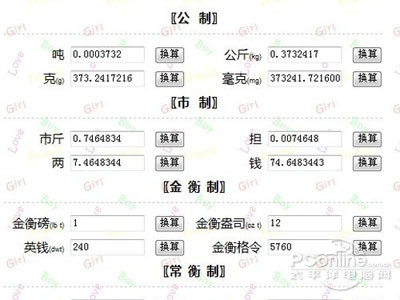 〖公 制〗
吨 0.0003732 换算 公斤(kg) 0.3732417 换算
克(g) 373.2417216 换算 毫克(mg) 373241.721600 换算
〖市 制〗
市斤 0.7464834 换算 担 0.0074648 换算
两 7.4648344 换算 钱 74.6483443 换算
〖金 衡 制〗
金衡磅(lb t) 1 换算 金衡盎司(oz t) 12 换算
英钱(dwt) 240 换算 金衡格令 5760 换算
〖常 衡 制〗
PConline
太平洋电脑网
Love Girl Boy